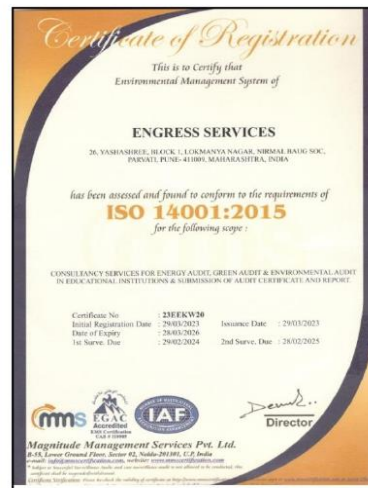 Certificate of Registration
This is to Certify that
Environmental Management System of
ENGRESS SERVICES
26, YASHASHREE, BLOCK 1, LOKMANYA NAGAR, NIRMAL BAUG SOC,
PARVATI, PUNE- 411009, MAHARASHTRA, INDIA
has been assessed and found to conform to the requirements of
ISO 14001:2015
for the following scope :
CONSULTANCY SERVICES FOR ENERGY AUDIT, GREEN AUDIT & ENVIRONMENTAL AUDIT
IN EDUCATIONAL INSTITUTIONS & SUBMISSION OF AUDIT CERTIFICATE AND REPORT.
Certificate No : 23EEKW20
Initial Registration Date : 29/03/2023 Issuance Date : 29/03/2023
Date of Expiry : 28/03/2026
1st Surve. Due : 29/02/2024 2nd Surve. Due : 28/02/2025
mms
EGAC
Accredited
IAF
Director
Magnitude Management Services Pvt. Ltd.
B-55, Lower Ground Floor, Sector 02, Noida-201301, U.P, India